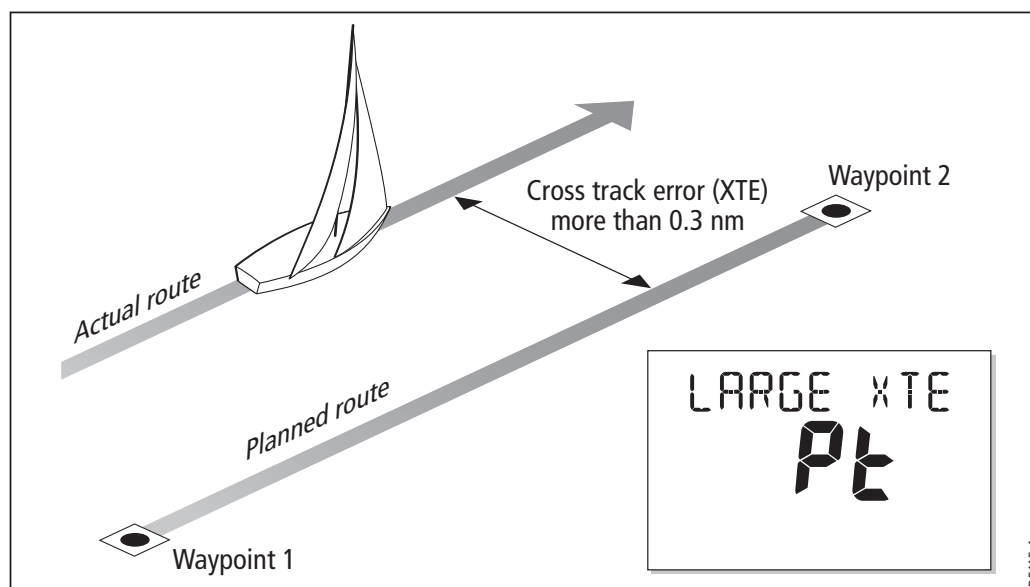 Cross track error (XTE)
more than 0.3 nm
Waypoint 2
Actual route
Planned route
Waypoint 1
LARGE XTE
Pt